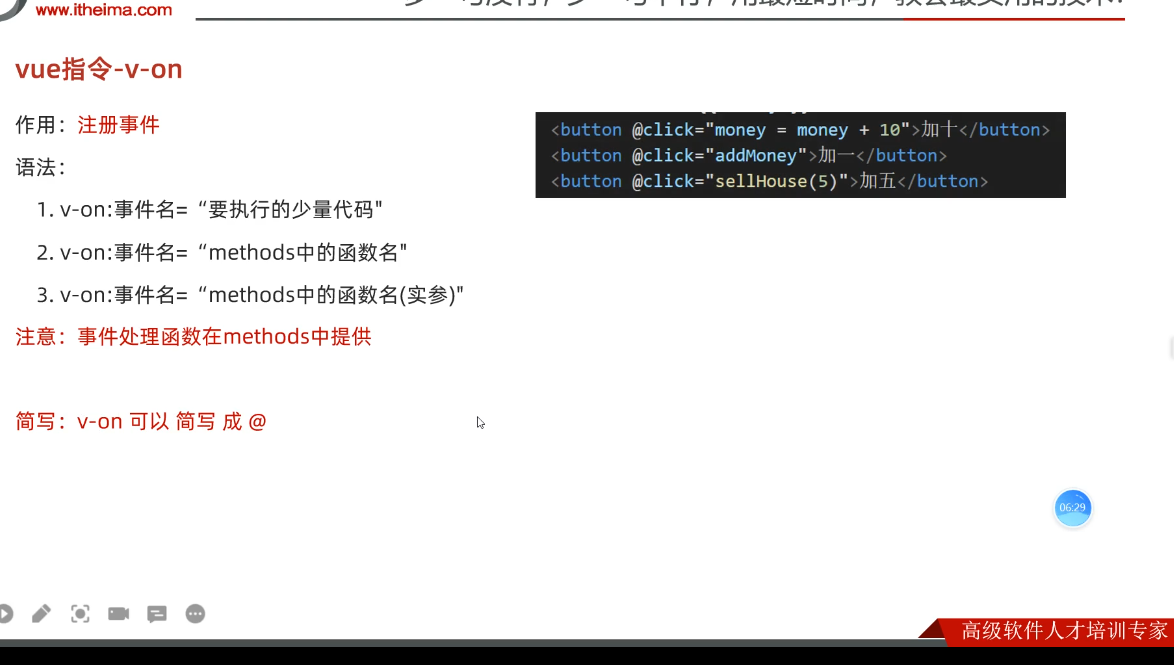 www.itheima.com
vue指令-v-on
作用：注册事件
语法：
1. v-on:事件名=“要执行的少量代码"
2. v-on:事件名=“methods中的函数名"
3. v-on:事件名=“methods中的函数名(实参)"
注意：事件处理函数在methods中提供
简写：v-on 可以 简写 成 @
<button @click="money = money + 10">加十</button>
<button @click="addMoney">加一</button>
<button @click="sellHouse(5)">加五</button>
06:29
高级软件人才培训专家